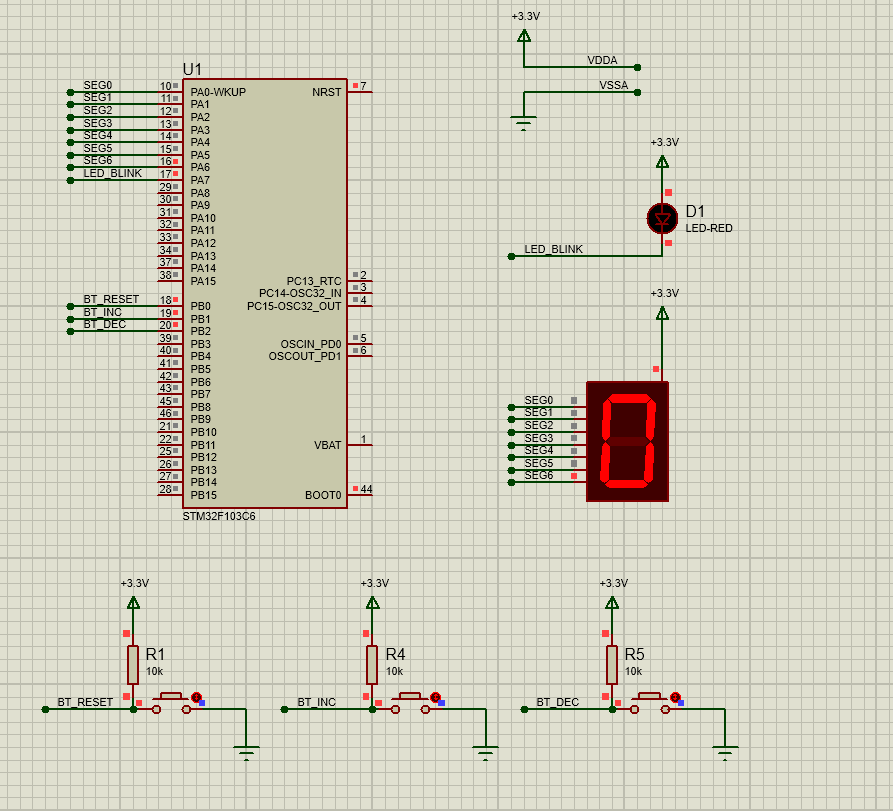 +3.3V
VDDA
VSSA
U1
SEG0 10 PA0-WKUP NRST 7
SEG1 11 PA1
SEG2 12 PA2
SEG3 13 PA3
SEG4 14 PA4
SEG5 15 PA5
SEG6 16 PA6
LED_BLINK 17 PA7
29 PA8
30 PA9
31 PA10
32 PA11
33 PA12
34 PA13
37 PA14
38 PA15
PC13_RTC 2
PC14-OSC32_IN 3
PC15-OSC32_OUT 4
BT_RESET 18 PB0
BT_INC 19 PB1
BT_DEC 20 PB2
39 PB3 OSCIN_PD0 5
40 PB4 OSCOUT_PD1 6
41 PB5
42 PB6
43 PB7
45 PB8
46 PB9
21 PB10
22 PB11 VBAT 1
25 PB12
26 PB13
27 PB14
28 PB15 BOOT0 44
STM32F103C6
+3.3V
D1
LED-RED
LED_BLINK
+3.3V
SEG0
SEG1
SEG2
SEG3
SEG4
SEG5
SEG6
0
+3.3V
R1
10k
BT_RESET
+3.3V
R4
10k
BT_INC
+3.3V
R5
10k
BT_DEC